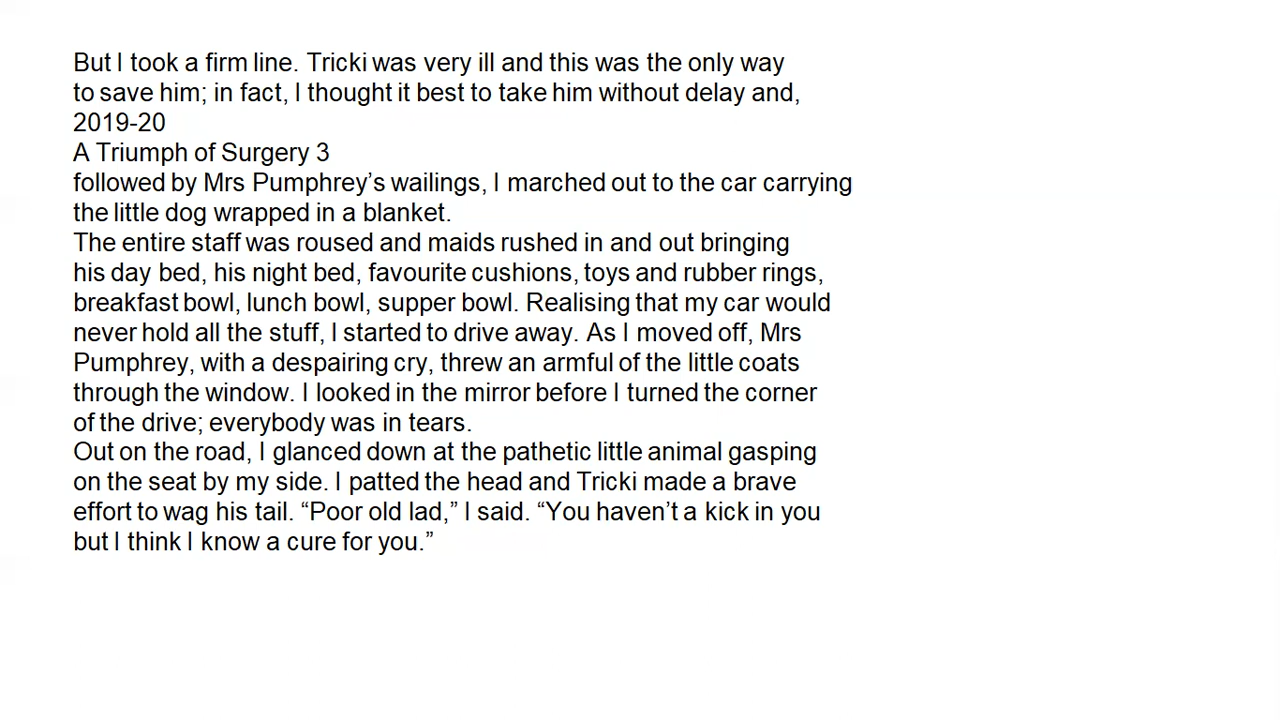 But I took a firm line. Tricki was very ill and this was the only way
to save him; in fact, I thought it best to take him without delay and,
2019-20
A Triumph of Surgery 3
followed by Mrs Pumphrey’s wailings, I marched out to the car carrying
the little dog wrapped in a blanket.
The entire staff was roused and maids rushed in and out bringing
his day bed, his night bed, favourite cushions, toys and rubber rings,
breakfast bowl, lunch bowl, supper bowl. Realising that my car would
never hold all the stuff, I started to drive away. As I moved off, Mrs
Pumphrey, with a despairing cry, threw an armful of the little coats
through the window. I looked in the mirror before I turned the corner
of the drive; everybody was in tears.
Out on the road, I glanced down at the pathetic little animal gasping
on the seat by my side. I patted the head and Tricki made a brave
effort to wag his tail. “Poor old lad,” I said. “You haven’t a kick in you
but I think I know a cure for you.”